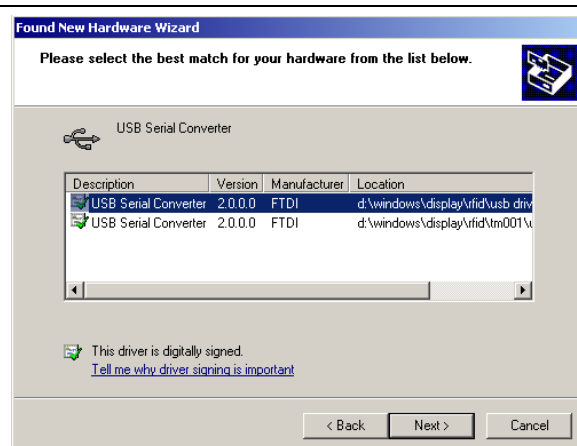 Found New Hardware Wizard
Please select the best match for your hardware from the list below.
USB Serial Converter
Description Version Manufacturer Location
USB Serial Converter 2.0.0.0 FTDI d:\windows\display\rfid\usb driv
USB Serial Converter 2.0.0.0 FTDI d:\windows\display\rfid\tm001\u
This driver is digitally signed.
Tell me why driver signing is important
< Back Next > Cancel